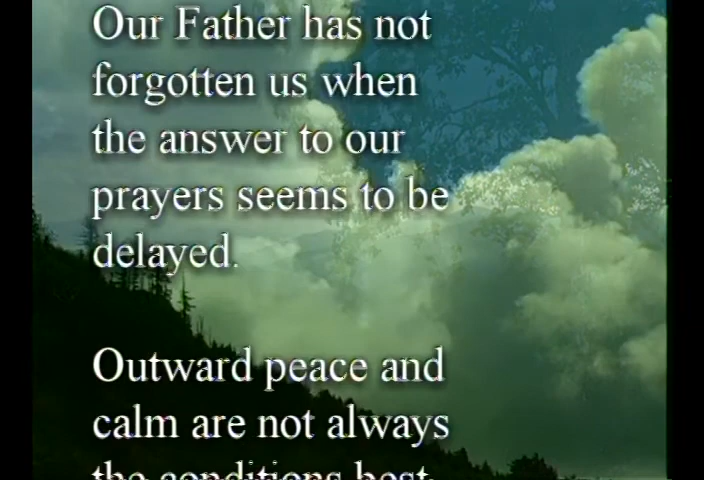 Our Father has not
forgotten us when
the answer to our
prayers seems to be
delayed.
Outward peace and
calm are not always
the conditions best